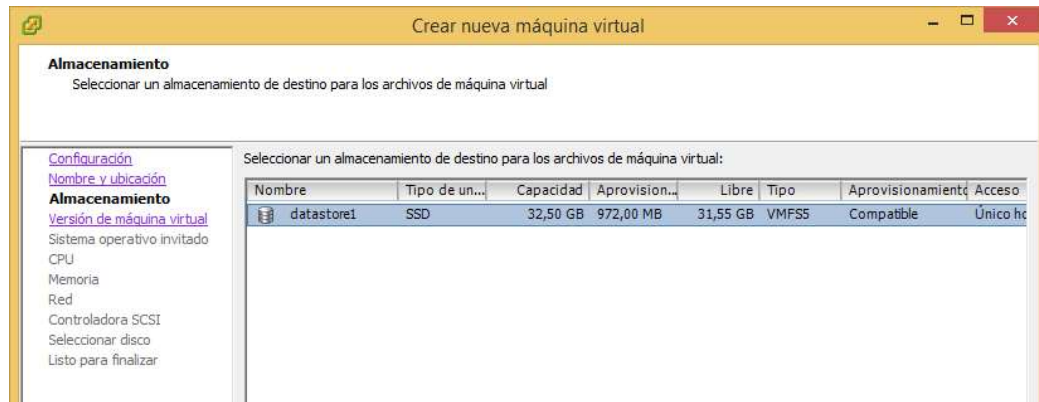 Crear nueva máquina virtual
Almacenamiento
Seleccionar un almacenamiento de destino para los archivos de máquina virtual
Configuración
Nombre y ubicación
Almacenamiento
Versión de máquina virtual
Sistema operativo invitado
CPU
Memoria
Red
Controladora SCSI
Seleccionar disco
Listo para finalizar
Seleccionar un almacenamiento de destino para los archivos de máquina virtual:
Nombre Tipo de un... Capacidad Aprovision... Libre Tipo Aprovisionamiento Acceso
datastore1 SSD 32,50 GB 972,00 MB 31,55 GB VMFS5 Compatible Único ho